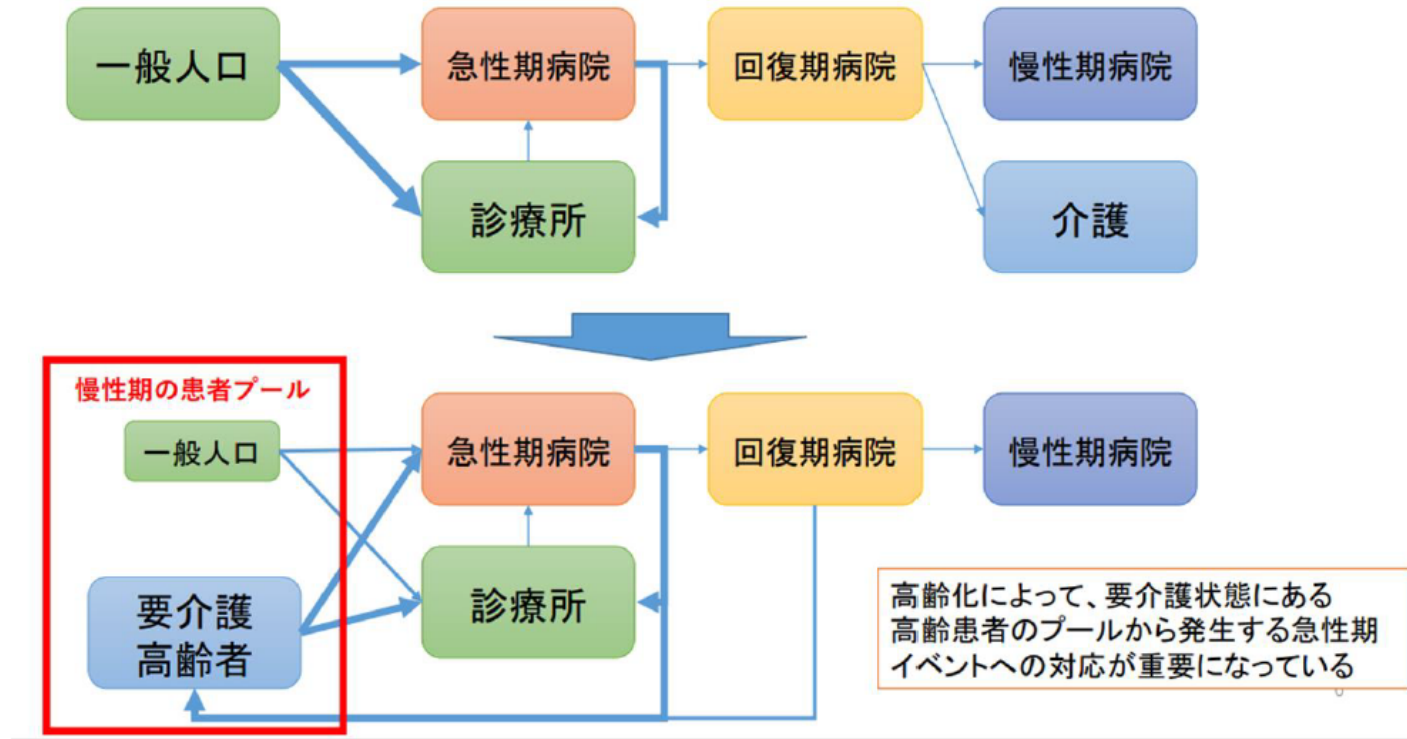 一般人口
急性期病院
回復期病院
慢性期病院
診療所
介護
慢性期の患者プール
一般人口
急性期病院
回復期病院
慢性期病院
要介護
高齢者
診療所
高齢化によって、要介護状態にある
高齢患者のプールから発生する急性期
イベントへの対応が重要になっている